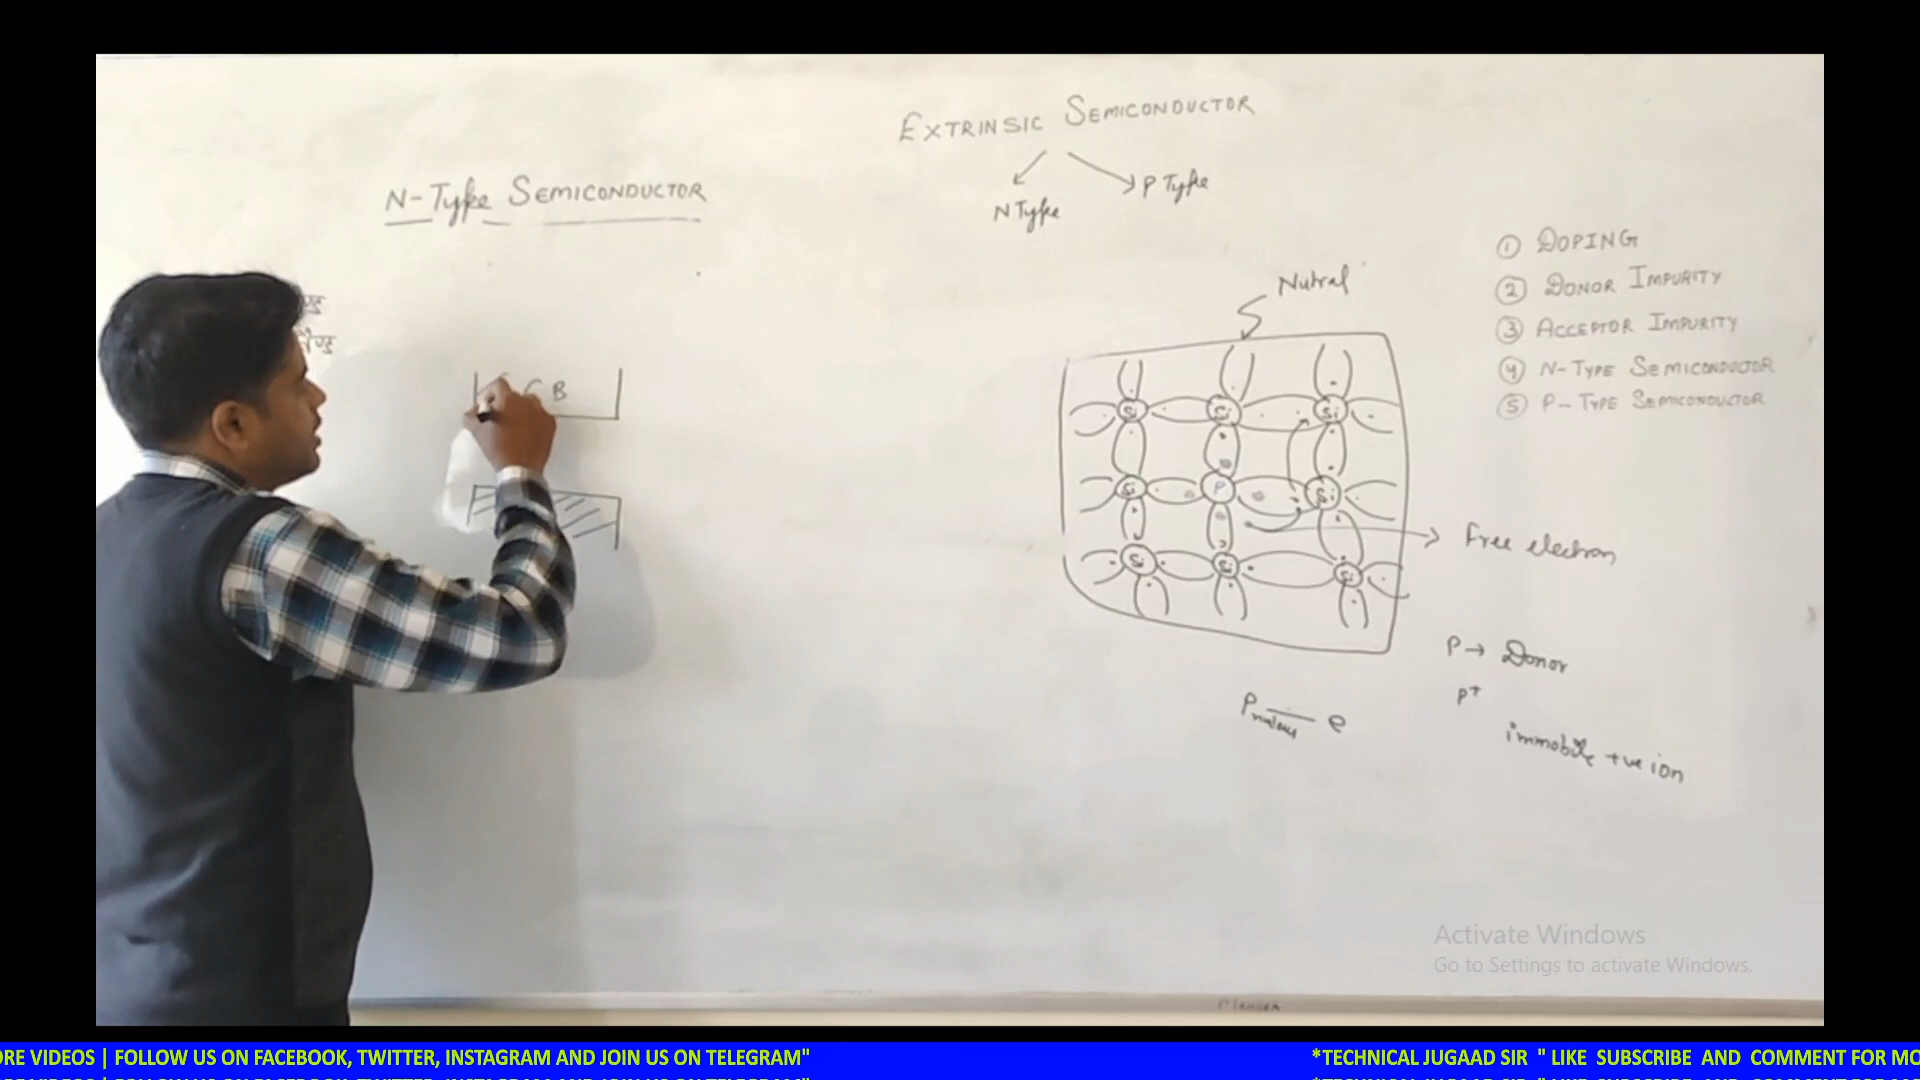 EXTRINSIC SEMICONDUCTOR
N Type
P Type
N-Type SEMICONDUCTOR
① DOPING
② DONOR IMPURITY
③ ACCEPTOR IMPURITY
④ N-TYPE SEMICONDUCTOR
⑤ P-TYPE SEMICONDUCTOR
Nutral
C B
Si Si Si
Si P Si
Si Si Si
Free electron
P → Donor
P+
immobile +ve ion
P e
Activate Windows
Go to Settings to activate Windows.
ORE VIDEOS | FOLLOW US ON FACEBOOK, TWITTER, INSTAGRAM AND JOIN US ON TELEGRAM"
*TECHNICAL JUGAAD SIR " LIKE SUBSCRIBE AND COMMENT FOR MO